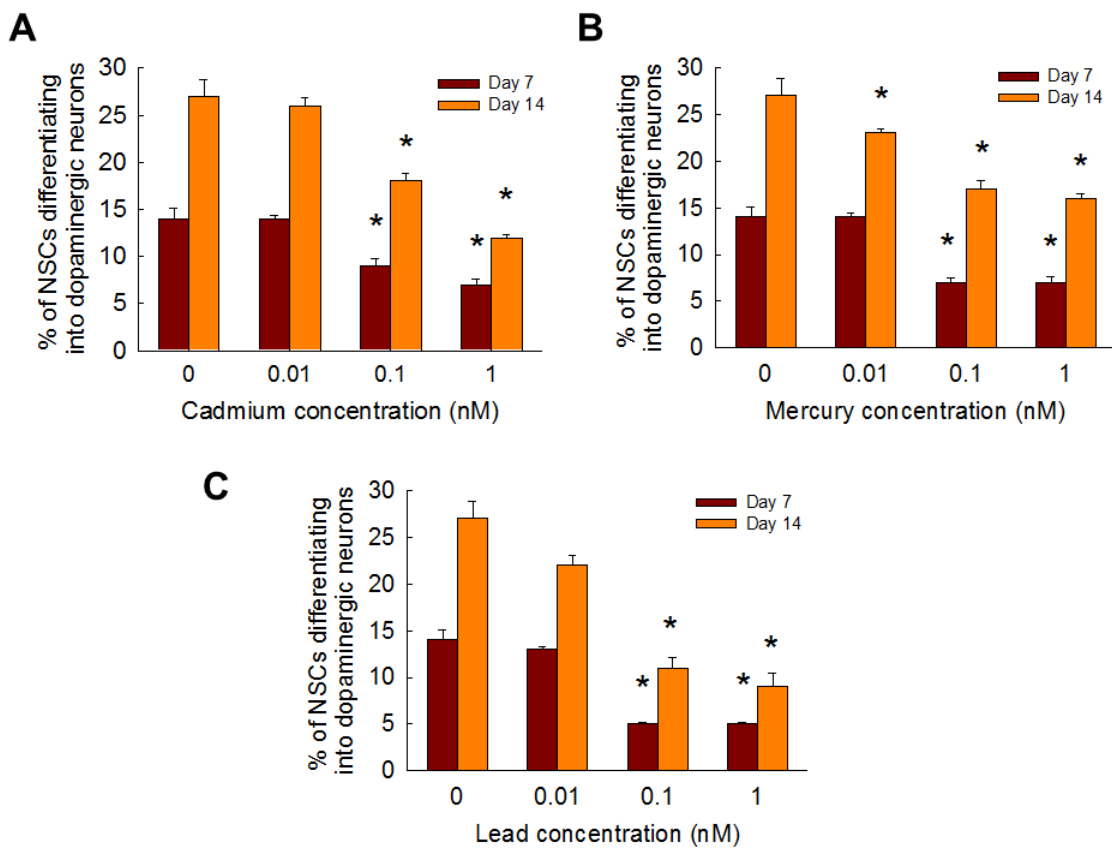 A
% of NSCs differentiating
into dopaminergic neurons
30
25
20
15
10
5
0
Day 7
Day 14
*
*
*
*
0 0.01 0.1 1
Cadmium concentration (nM)
B
% of NSCs differentiating
into dopaminergic neurons
30
25
20
15
10
5
0
Day 7
Day 14
*
*
*
*
*
0 0.01 0.1 1
Mercury concentration (nM)
C
% of NSCs differentiating
into dopaminergic neurons
30
25
20
15
10
5
0
Day 7
Day 14
*
*
*
*
0 0.01 0.1 1
Lead concentration (nM)